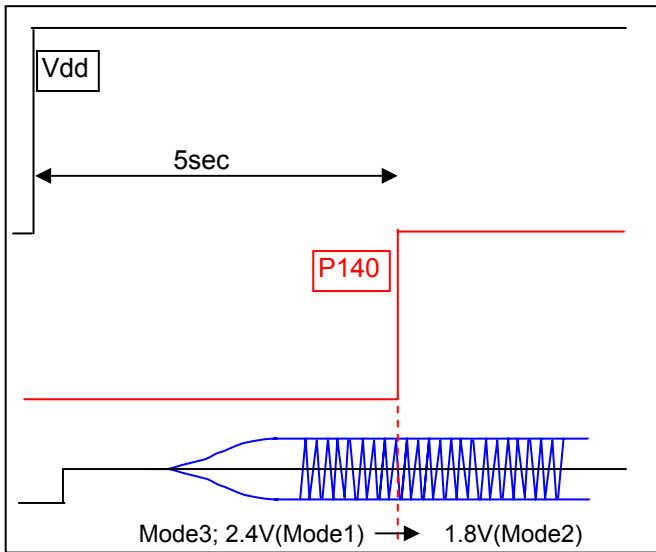 Vdd
5sec
P140
Mode3; 2.4V(Mode1) → 1.8V(Mode2)